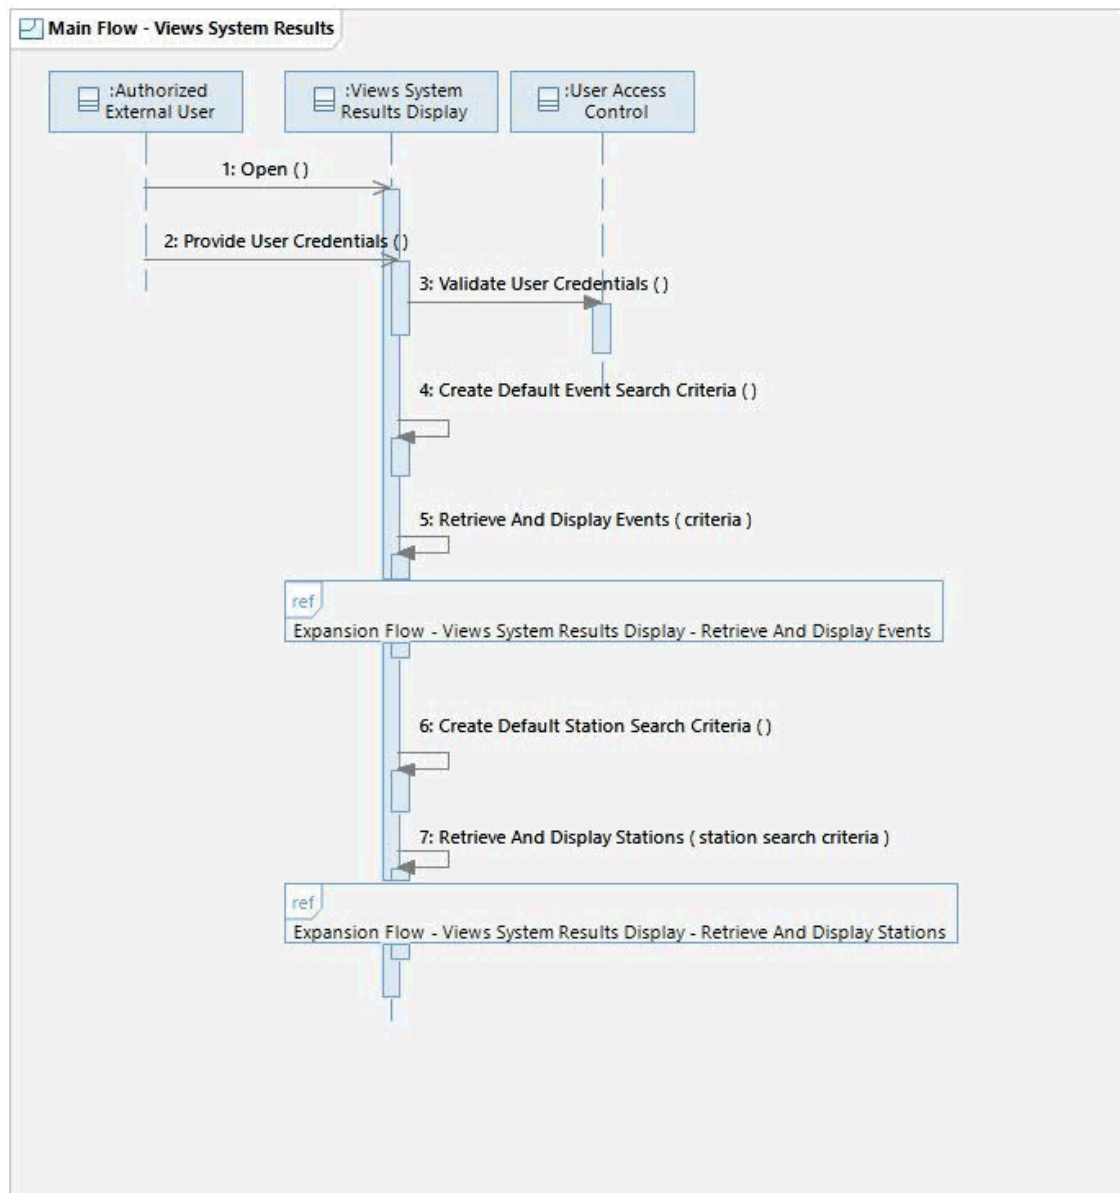 Main Flow - Views System Results
:Authorized
External User
:Views System
Results Display
:User Access
Control
1: Open ( )
2: Provide User Credentials ( )
3: Validate User Credentials ( )
4: Create Default Event Search Criteria ( )
5: Retrieve And Display Events ( criteria )
ref
Expansion Flow - Views System Results Display - Retrieve And Display Events
6: Create Default Station Search Criteria ( )
7: Retrieve And Display Stations ( station search criteria )
ref
Expansion Flow - Views System Results Display - Retrieve And Display Stations